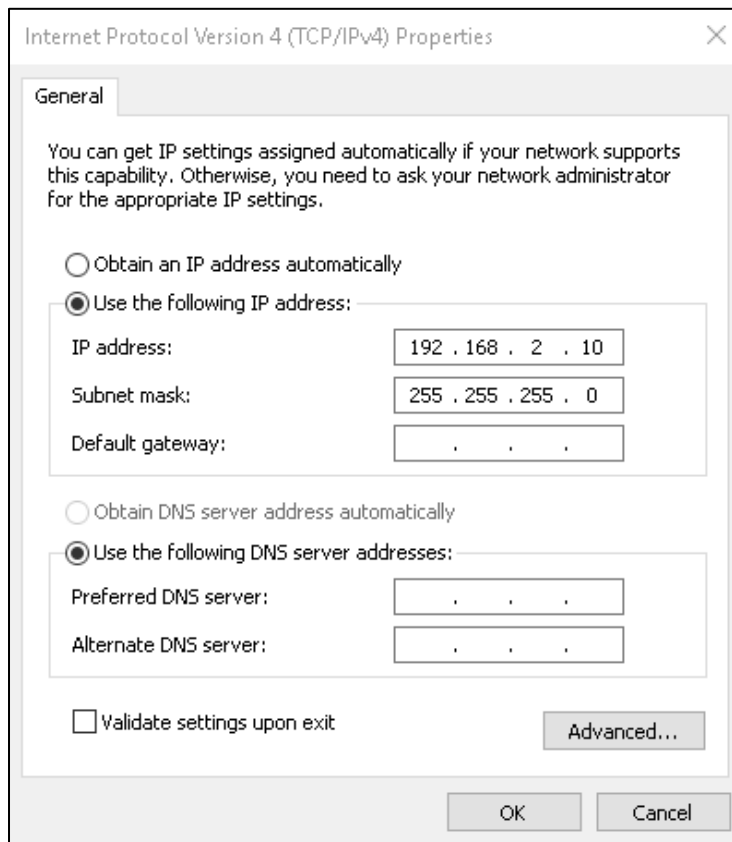 Internet Protocol Version 4 (TCP/IPv4) Properties
General
You can get IP settings assigned automatically if your network supports
this capability. Otherwise, you need to ask your network administrator
for the appropriate IP settings.
Obtain an IP address automatically
Use the following IP address:
IP address: 192 . 168 . 2 . 10
Subnet mask: 255 . 255 . 255 . 0
Default gateway: . . .
Obtain DNS server address automatically
Use the following DNS server addresses:
Preferred DNS server: . . .
Alternate DNS server: . . .
Validate settings upon exit
Advanced...
OK Cancel